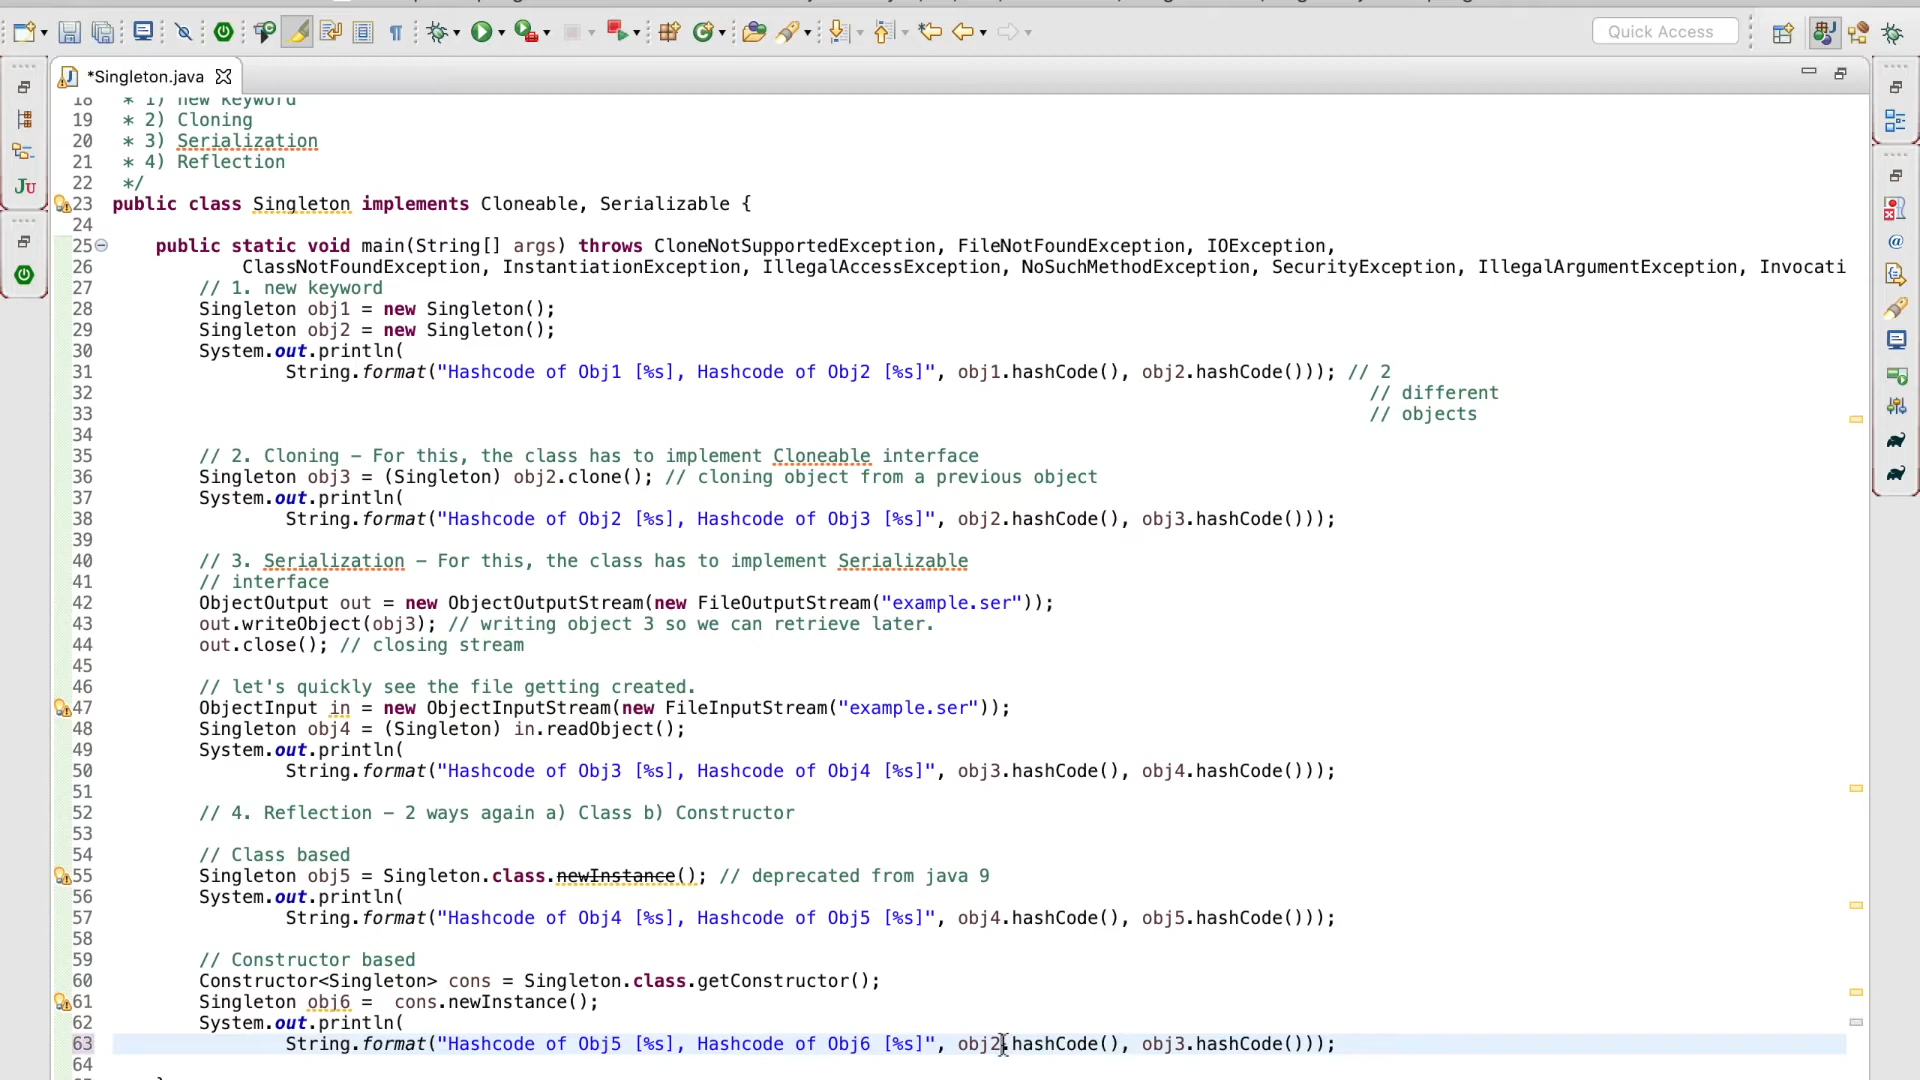 Quick Access
*Singleton.java
18 * 1) new keyword
19 * 2) Cloning
20 * 3) Serialization
21 * 4) Reflection
22 */
23 public class Singleton implements Cloneable, Serializable {
24
25 public static void main(String[] args) throws CloneNotSupportedException, FileNotFoundException, IOException,
26 ClassNotFoundException, InstantiationException, IllegalAccessException, NoSuchMethodException, SecurityException, IllegalArgumentException, Invocati
27 // 1. new keyword
28 Singleton obj1 = new Singleton();
29 Singleton obj2 = new Singleton();
30 System.out.println(
31 String.format("Hashcode of Obj1 [%s], Hashcode of Obj2 [%s]", obj1.hashCode(), obj2.hashCode())); // 2
32 // different
33 // objects
34
35 // 2. Cloning – For this, the class has to implement Cloneable interface
36 Singleton obj3 = (Singleton) obj2.clone(); // cloning object from a previous object
37 System.out.println(
38 String.format("Hashcode of Obj2 [%s], Hashcode of Obj3 [%s]", obj2.hashCode(), obj3.hashCode()));
39
40 // 3. Serialization – For this, the class has to implement Serializable
41 // interface
42 ObjectOutput out = new ObjectOutputStream(new FileOutputStream("example.ser"));
43 out.writeObject(obj3); // writing object 3 so we can retrieve later.
44 out.close(); // closing stream
45
46 // let's quickly see the file getting created.
47 ObjectInput in = new ObjectInputStream(new FileInputStream("example.ser"));
48 Singleton obj4 = (Singleton) in.readObject();
49 System.out.println(
50 String.format("Hashcode of Obj3 [%s], Hashcode of Obj4 [%s]", obj3.hashCode(), obj4.hashCode()));
51
52 // 4. Reflection – 2 ways again a) Class b) Constructor
53
54 // Class based
55 Singleton obj5 = Singleton.class.newInstance(); // deprecated from java 9
56 System.out.println(
57 String.format("Hashcode of Obj4 [%s], Hashcode of Obj5 [%s]", obj4.hashCode(), obj5.hashCode()));
58
59 // Constructor based
60 Constructor<Singleton> cons = Singleton.class.getConstructor();
61 Singleton obj6 =  cons.newInstance();
62 System.out.println(
63 String.format("Hashcode of Obj5 [%s], Hashcode of Obj6 [%s]", obj2.hashCode(), obj3.hashCode()));
64